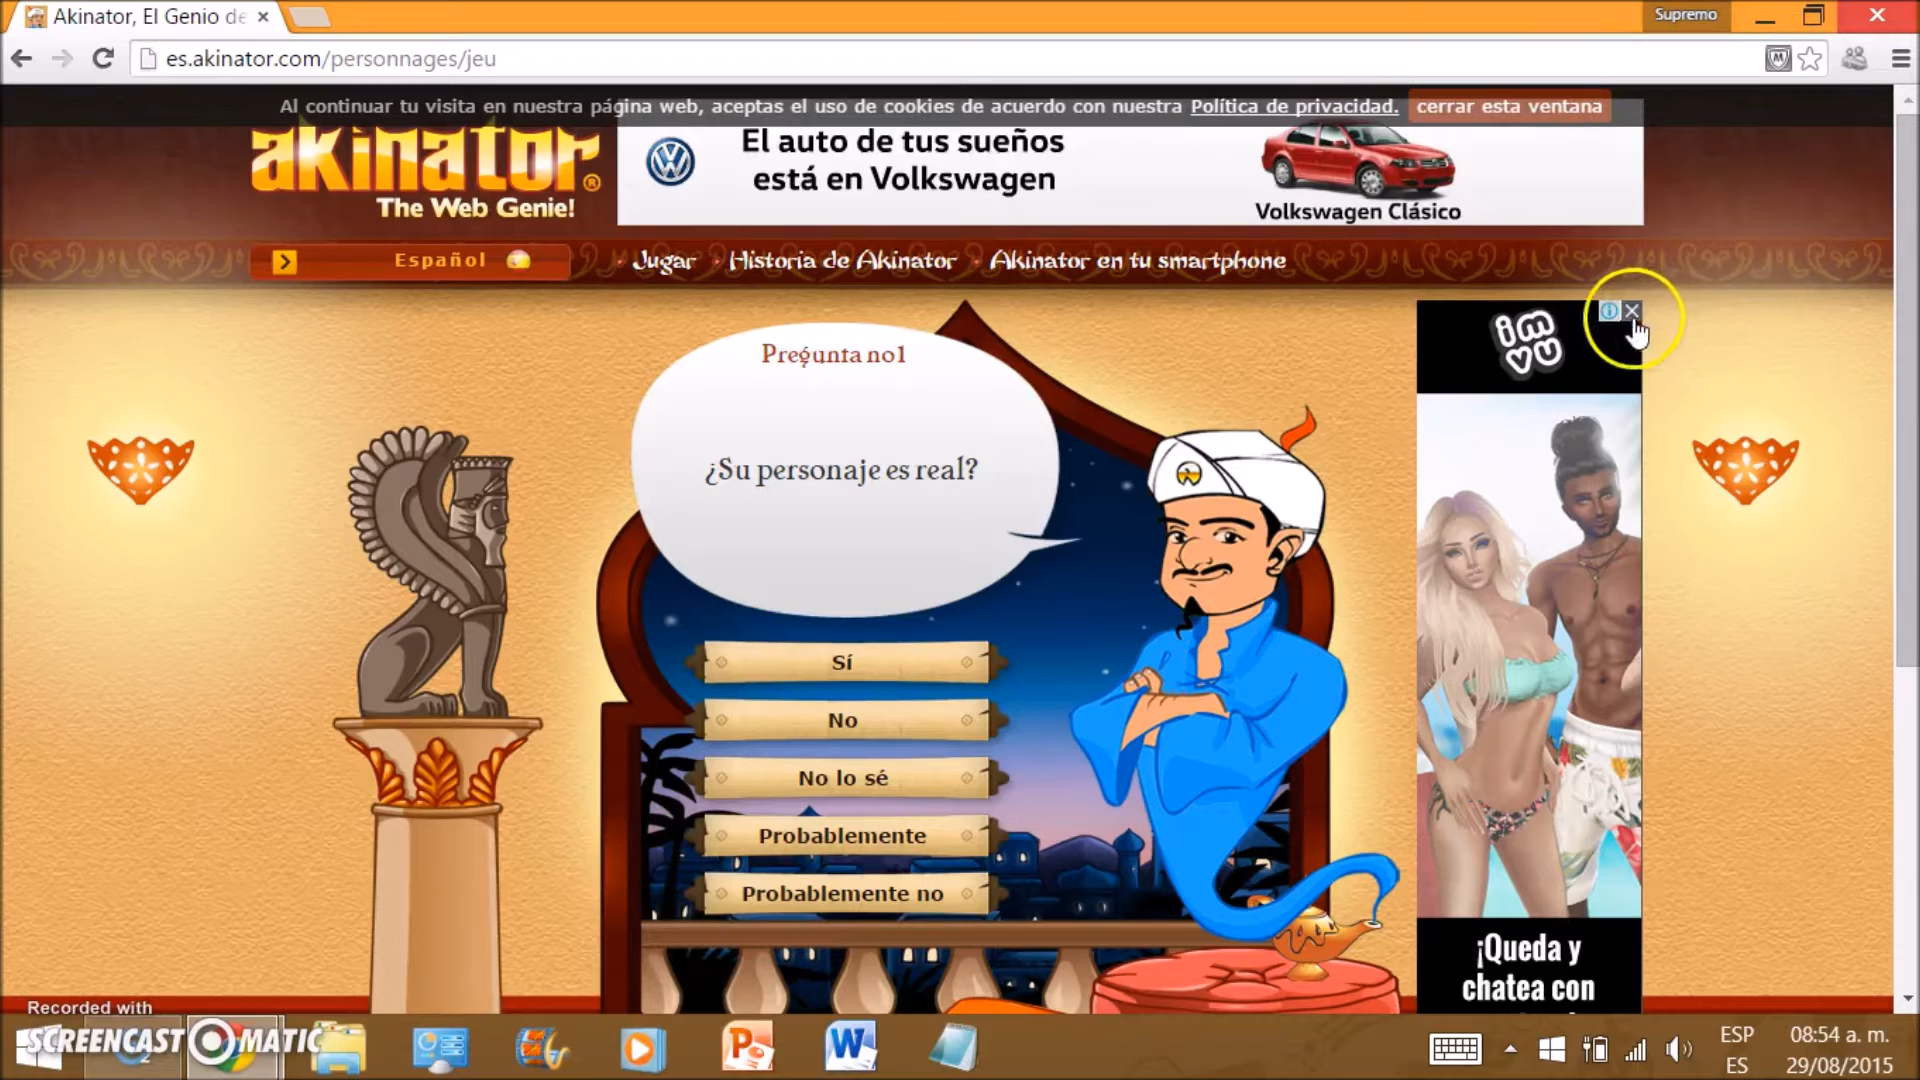 Akinator, El Genio de
Supremo
es.akinator.com/personnages/jeu
Al continuar tu visita en nuestra página web, aceptas el uso de cookies de acuerdo con nuestra Política de privacidad. cerrar esta ventana
akinator®
The Web Genie!
El auto de tus sueños
está en Volkswagen
Volkswagen Clásico
Español
Jugar
Historia de Akinator
Akinator en tu smartphone
imvu
Pregunta no1
¿Su personaje es real?
Sí
No
No lo sé
Probablemente
Probablemente no
¡Queda y
chatea con
Recorded with
SCREENCAST MATIC
ESP
ES
08:54 a. m.
29/08/2015